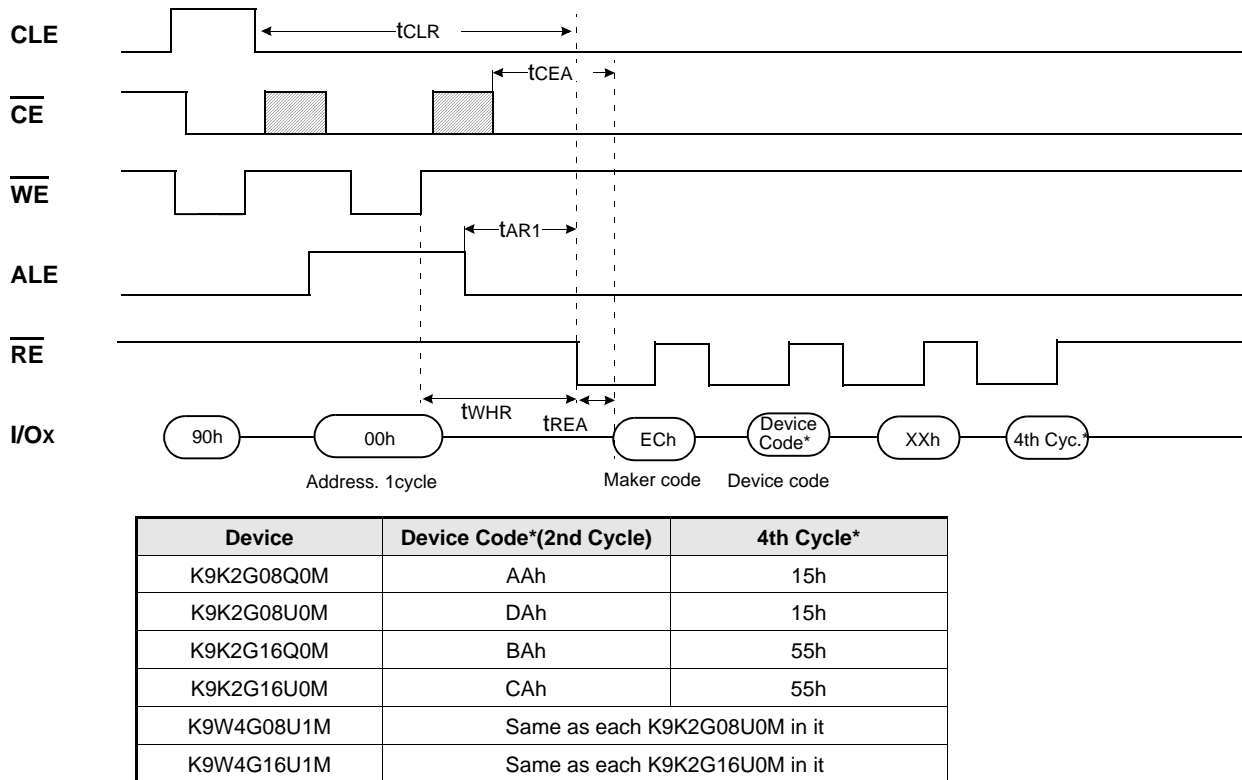 CLE
tCLR
tCEA
CE
WE
tAR1
ALE
RE
tWHR
tREA
I/Ox
90h
00h
ECh
Device
Code*
XXh
4th Cyc.*
Address. 1cycle
Maker code
Device code
Device
Device Code*(2nd Cycle)
4th Cycle*
K9K2G08Q0M
AAh
15h
K9K2G08U0M
DAh
15h
K9K2G16Q0M
BAh
55h
K9K2G16U0M
CAh
55h
K9W4G08U1M
Same as each K9K2G08U0M in it
K9W4G16U1M
Same as each K9K2G16U0M in it